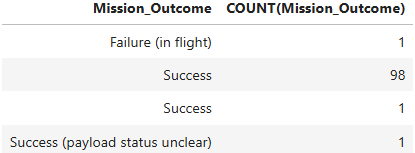 Mission_Outcome COUNT(Mission_Outcome)
Failure (in flight) 1
Success 98
Success 1
Success (payload status unclear) 1